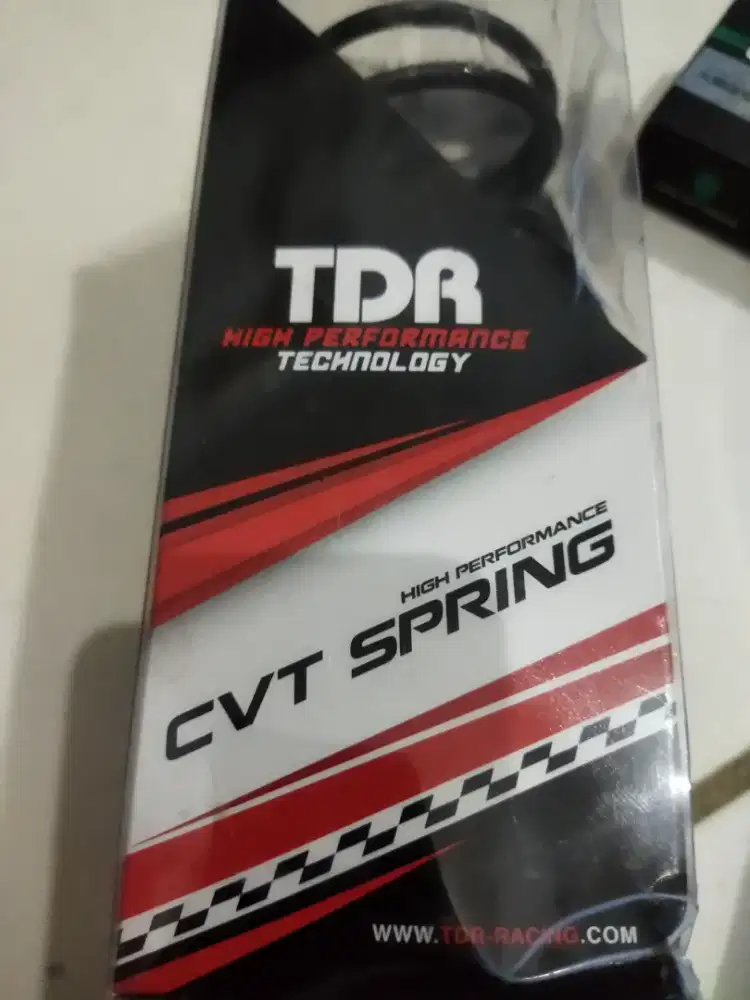 TDR
HIGH PERFORMANCE
TECHNOLOGY
HIGH PERFORMANCE
CVT SPRING
WWW.TDR-RACING.COM